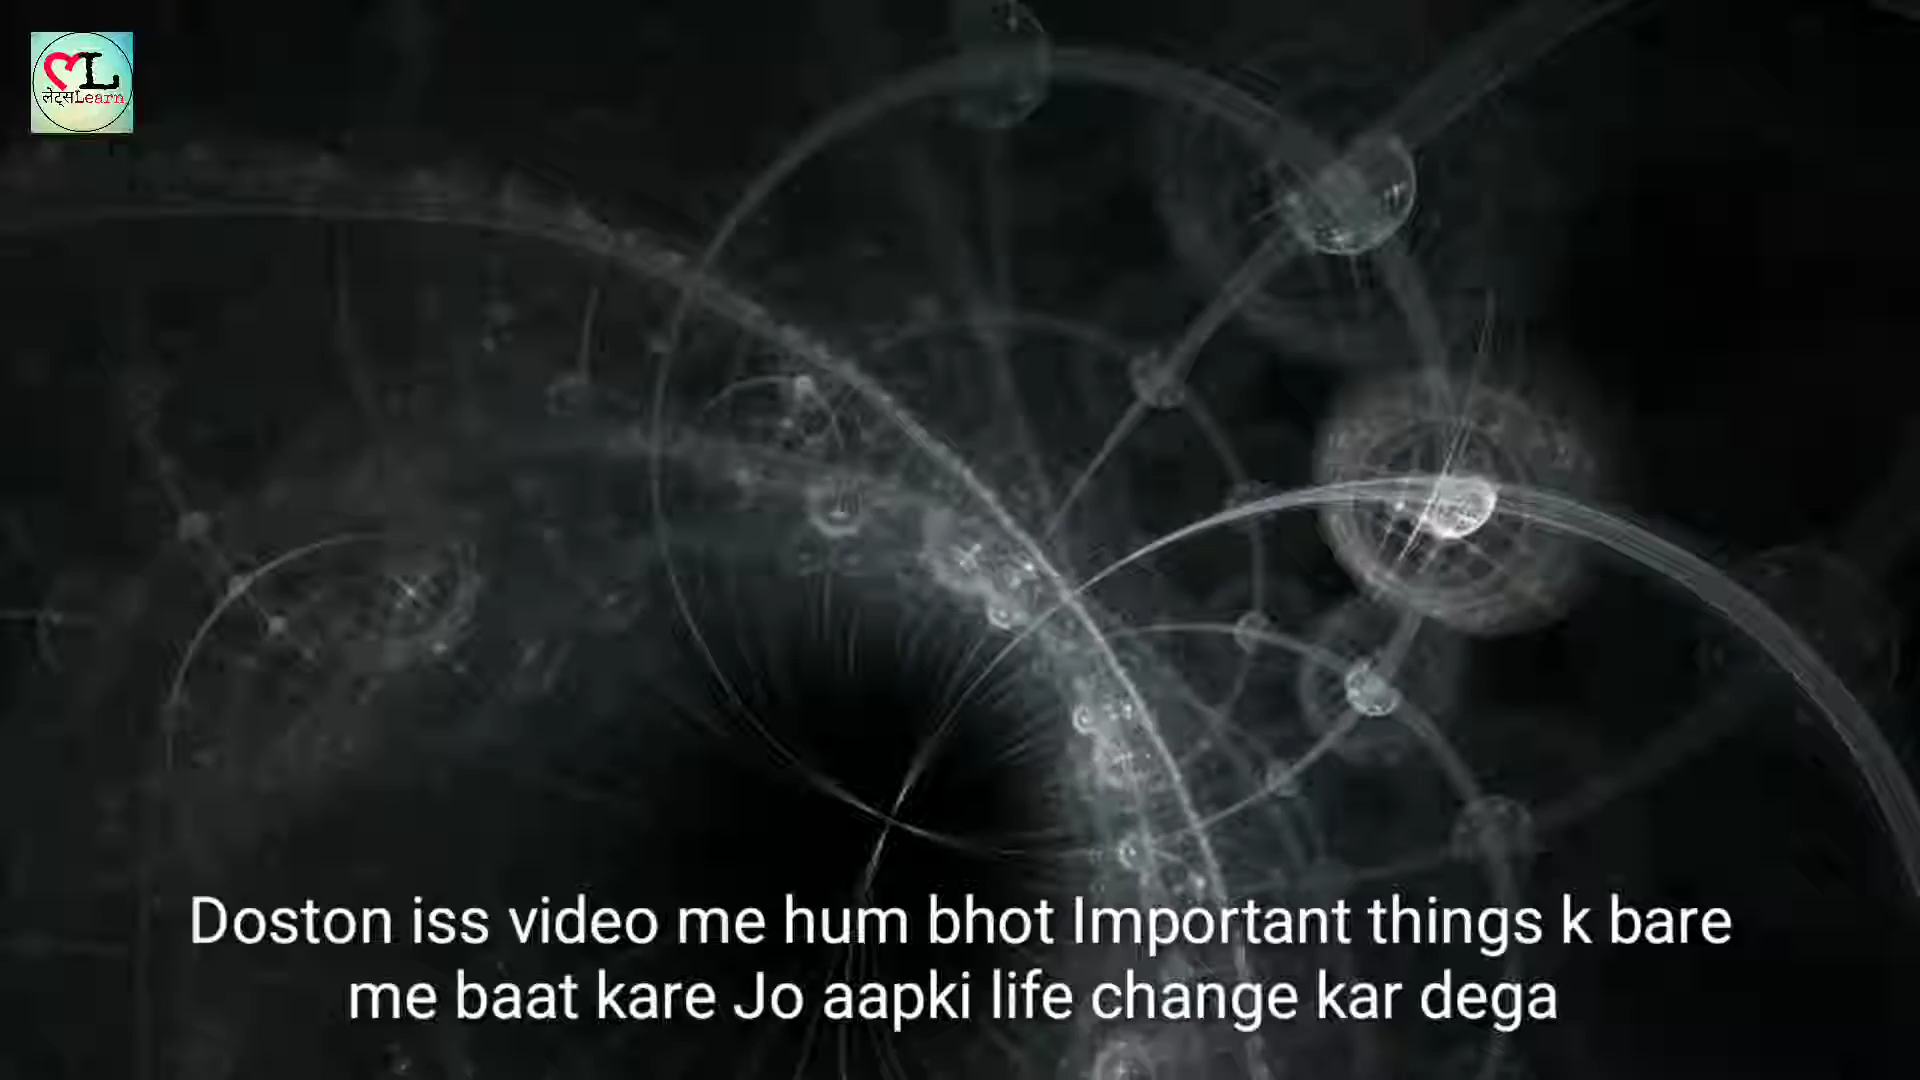 L
लेट्सLearn
Doston iss video me hum bhot Important things k bare
me baat kare Jo aapki life change kar dega